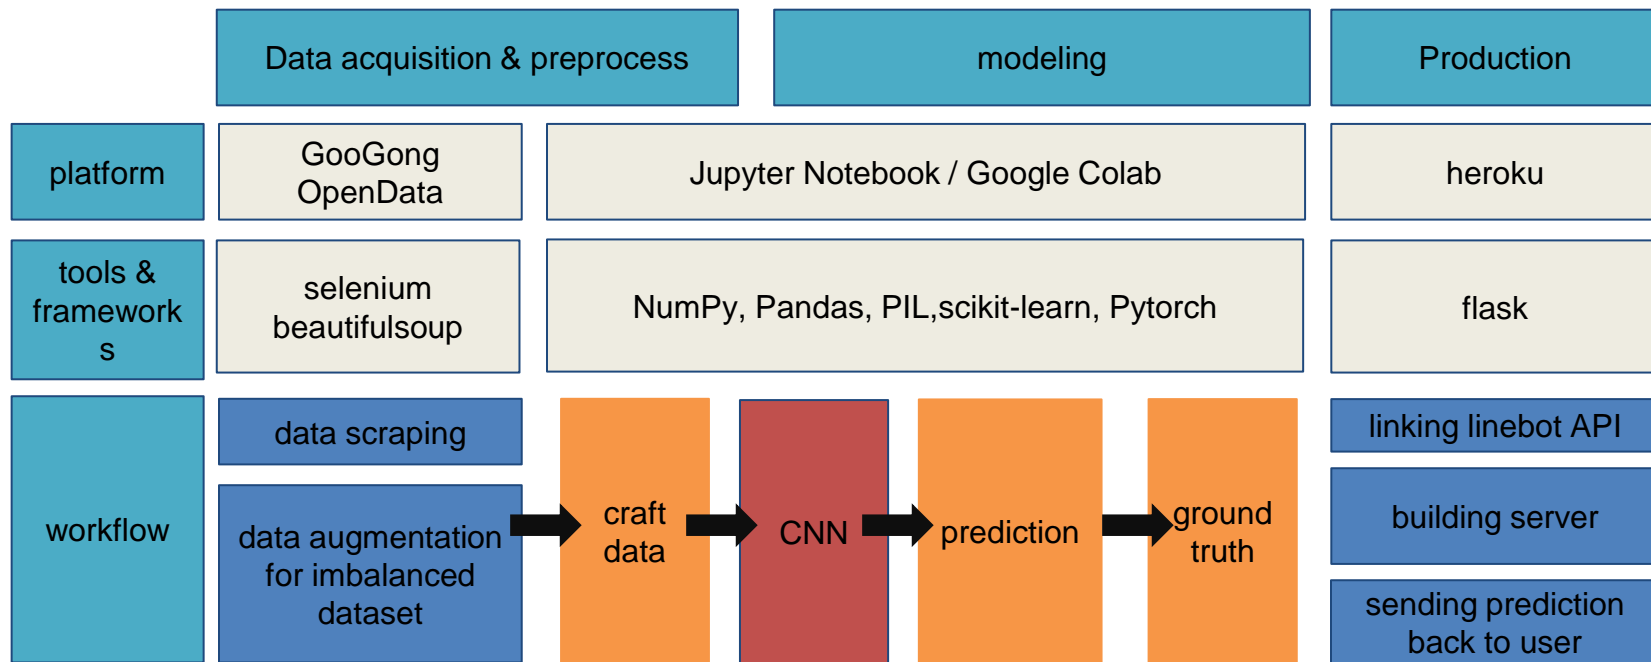 Data acquisition & preprocess
modeling
Production
platform
GooGong
OpenData
Jupyter Notebook / Google Colab
heroku
tools &
framework
s
selenium
beautifulsoup
NumPy, Pandas, PIL,scikit-learn, Pytorch
flask
workflow
data scraping
data augmentation
for imbalanced
dataset
craft
data
CNN
prediction
ground
truth
linking linebot API
building server
sending prediction
back to user